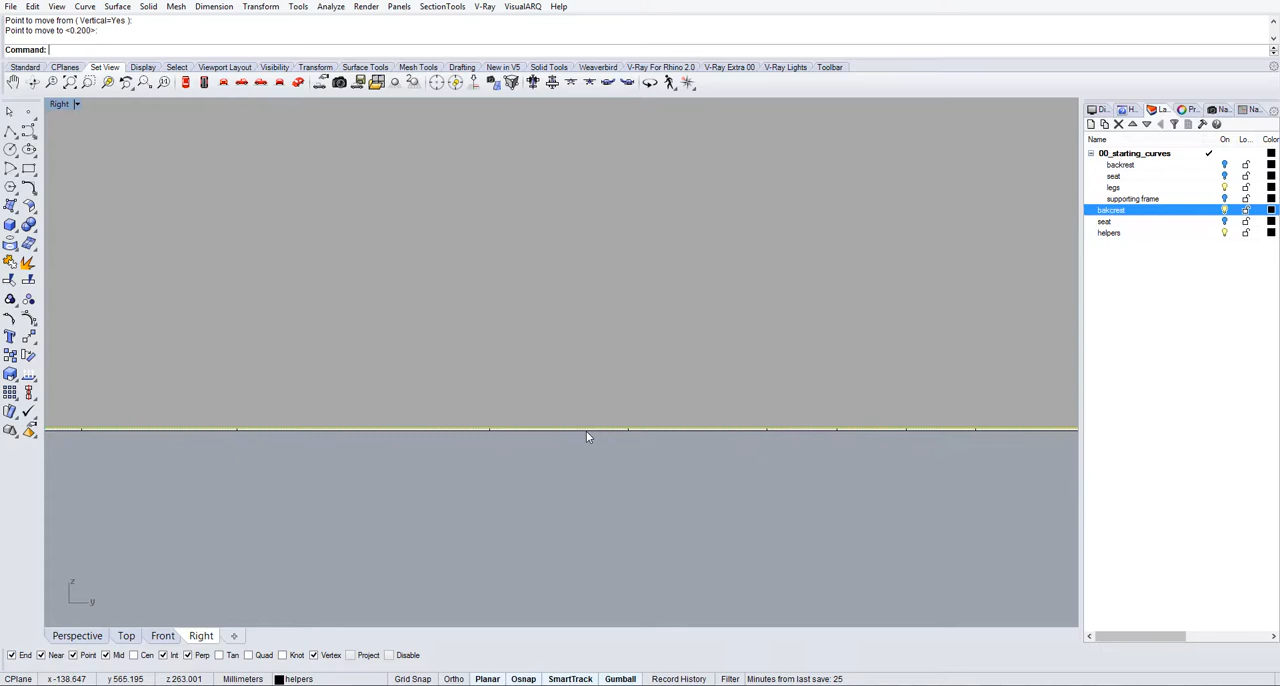 File Edit View Curve Surface Solid Mesh Dimension Transform Tools Analyze Render Panels SectionTools V-Ray VisualARQ Help
Point to move from ( Vertical=Yes ):
Point to move to <0.200>:
Command:
Standard CPlanes Set View Display Select Viewport Layout Visibility Transform Surface Tools Mesh Tools Drafting New in V5 Solid Tools Weaverbird V-Ray For Rhino 2.0 V-Ray Extra 00 V-Ray Lights Toolbar
Right
Di... H... La... Pr... Na... Na...
Name On Lo... Color
00_starting_curves
backrest
seat
legs
supporting frame
bakcrest
seat
helpers
z
y
Perspective Top Front Right
End Near Point Mid Cen Int Perp Tan Quad Knot Vertex Project Disable
CPlane x -138.647 y 565.195 z 263.001 Millimeters helpers Grid Snap Ortho Planar Osnap SmartTrack Gumball Record History Filter Minutes from last save: 25